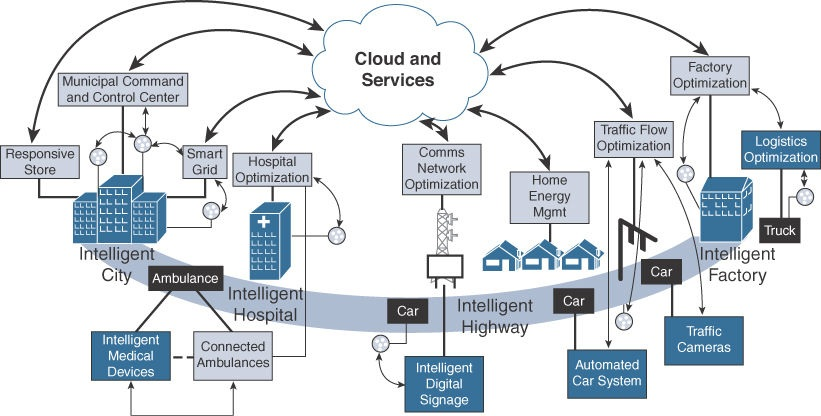 Cloud and
Services
Municipal Command
and Control Center
Responsive
Store
Smart
Grid
Hospital
Optimization
Comms
Network
Optimization
Home
Energy
Mgmt
Traffic Flow
Optimization
Factory
Optimization
Logistics
Optimization
Truck
Intelligent
City
Intelligent
Hospital
Intelligent
Highway
Intelligent
Factory
Ambulance
Car
Car
Car
Intelligent
Medical
Devices
Connected
Ambulances
Intelligent
Digital
Signage
Automated
Car System
Traffic
Cameras